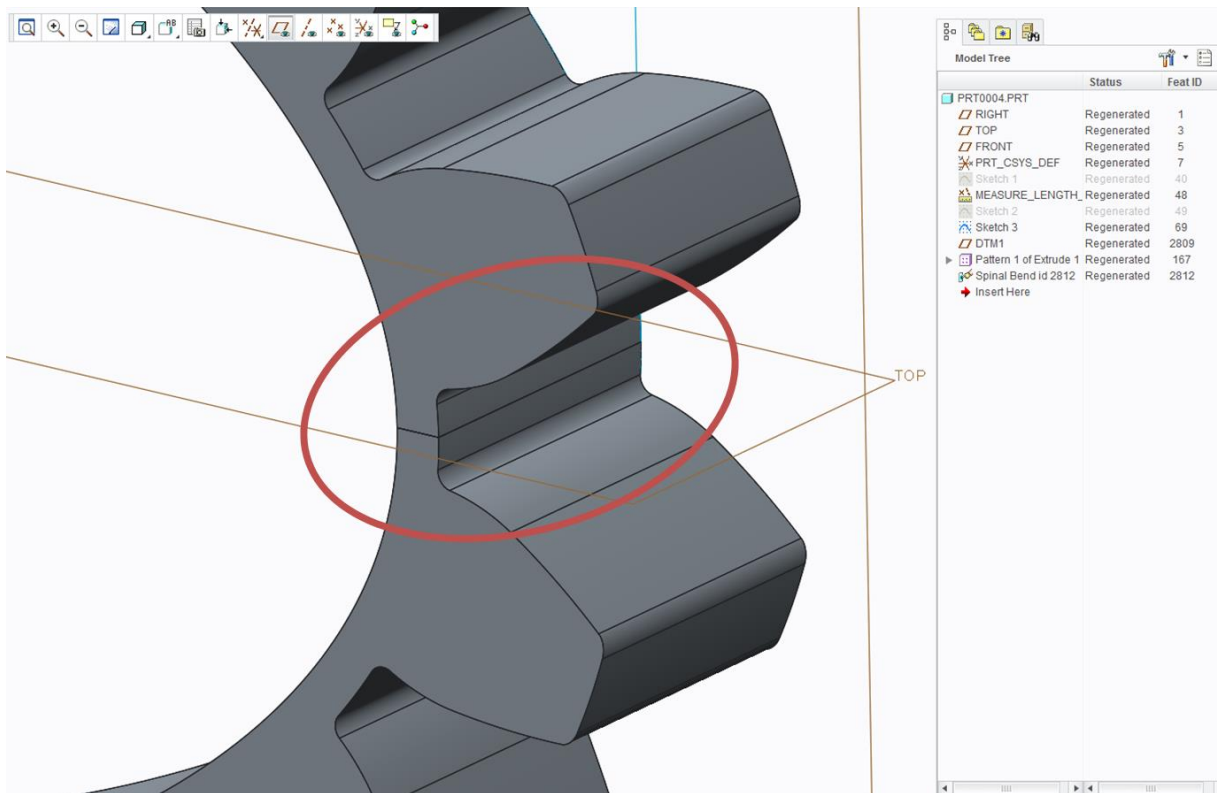 AB
Model Tree
Status Feat ID
PRT0004.PRT
RIGHT Regenerated 1
TOP Regenerated 3
FRONT Regenerated 5
PRT_CSYS_DEF Regenerated 7
Sketch 1 Regenerated 40
MEASURE_LENGTH_ Regenerated 48
Sketch 2 Regenerated 49
Sketch 3 Regenerated 69
DTM1 Regenerated 2809
Pattern 1 of Extrude 1 Regenerated 167
Spinal Bend id 2812 Regenerated 2812
Insert Here
TOP